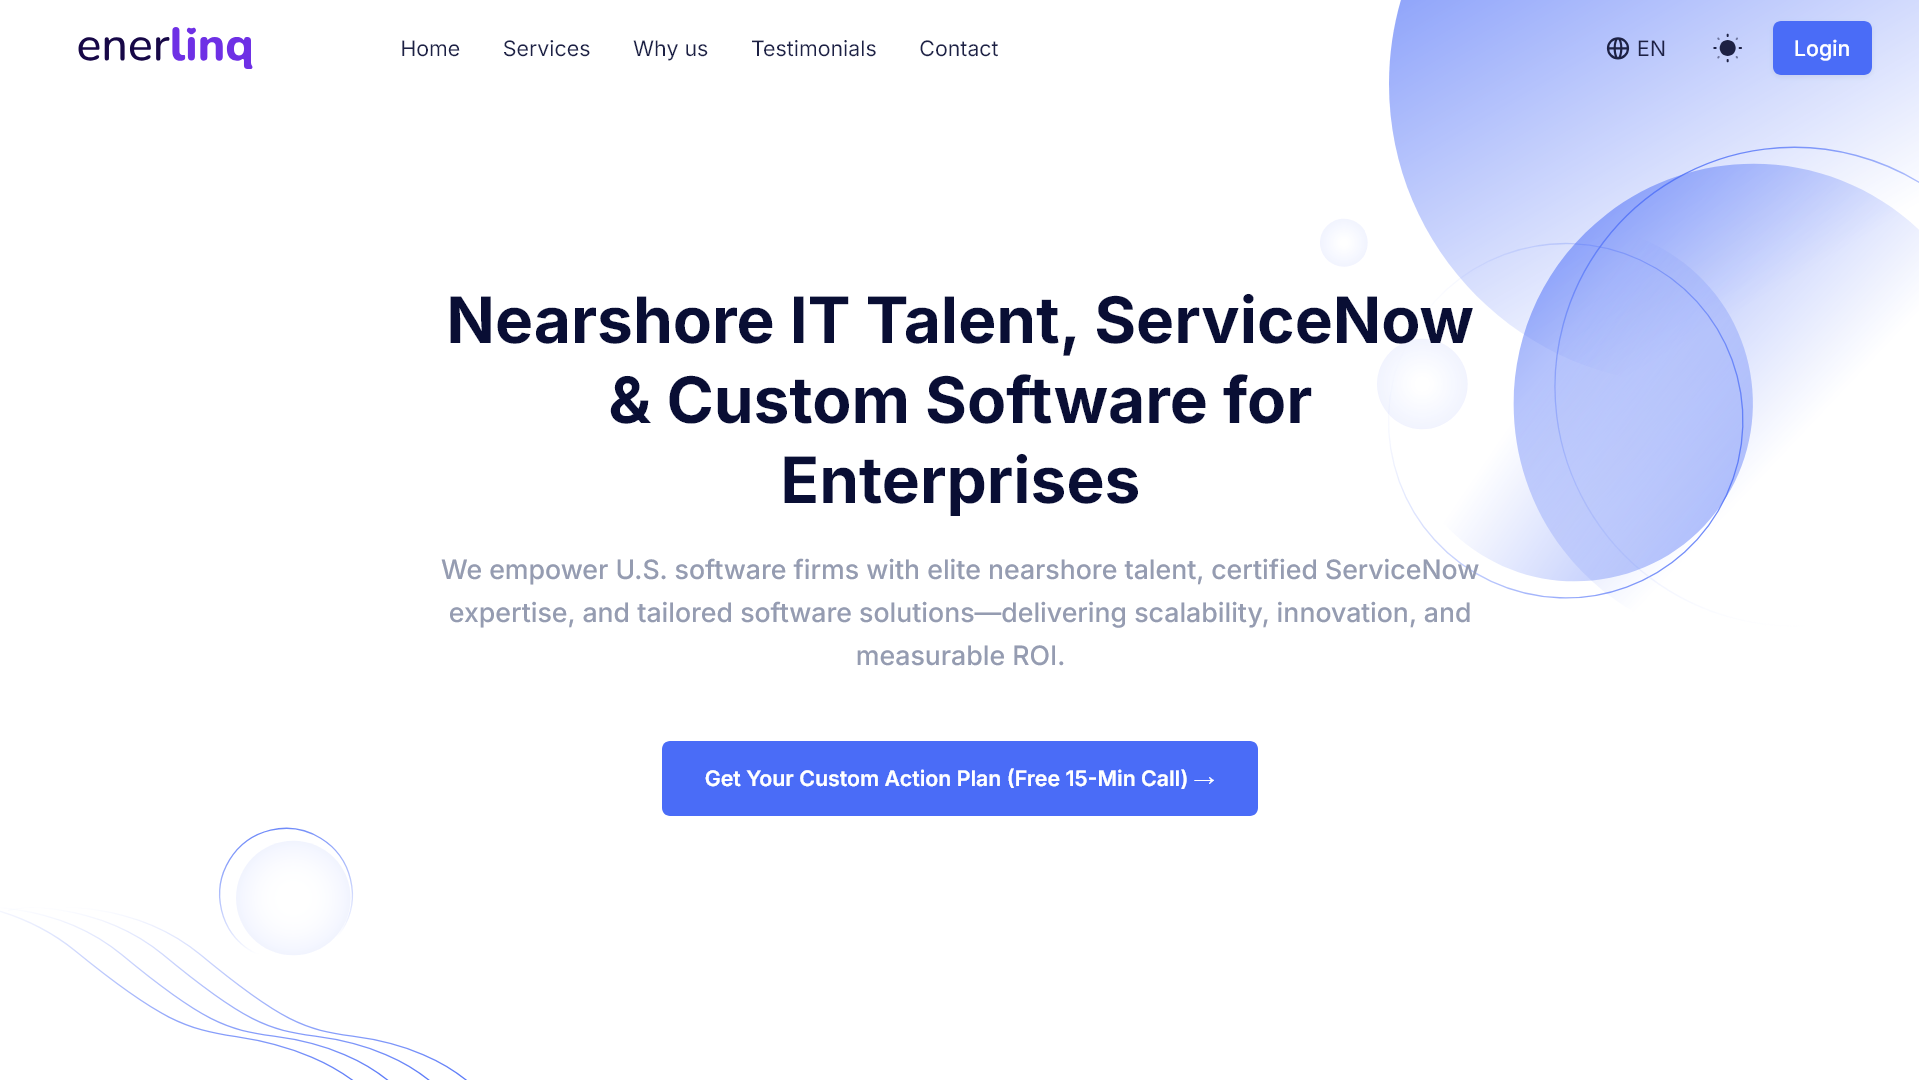 enerlinq
Home
Services
Why us
Testimonials
Contact
EN
Login
Nearshore IT Talent, ServiceNow
& Custom Software for
Enterprises
We empower U.S. software firms with elite nearshore talent, certified ServiceNow
expertise, and tailored software solutions—delivering scalability, innovation, and
measurable ROI.
Get Your Custom Action Plan (Free 15-Min Call) →